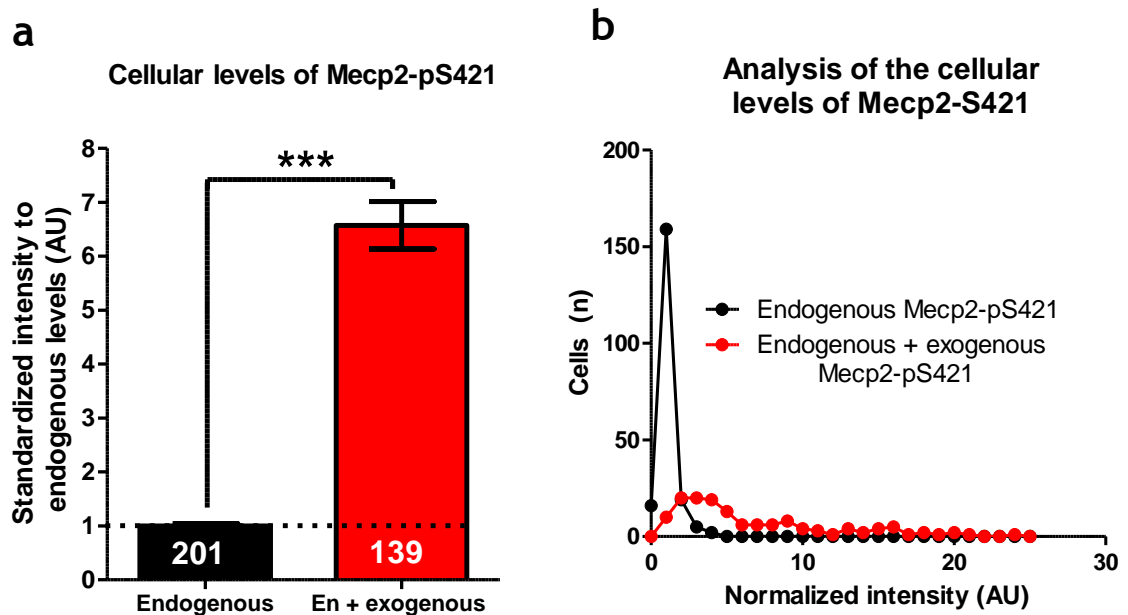 a
Cellular levels of Mecp2-pS421
Standardized intensity to
endogenous levels (AU)
8
7
6
5
4
3
2
1
0
***
201
139
Endogenous
En + exogenous
b
Analysis of the cellular
levels of Mecp2-S421
Cells (n)
200
150
100
50
0
Endogenous Mecp2-pS421
Endogenous + exogenous
Mecp2-pS421
0
10
20
30
Normalized intensity (AU)